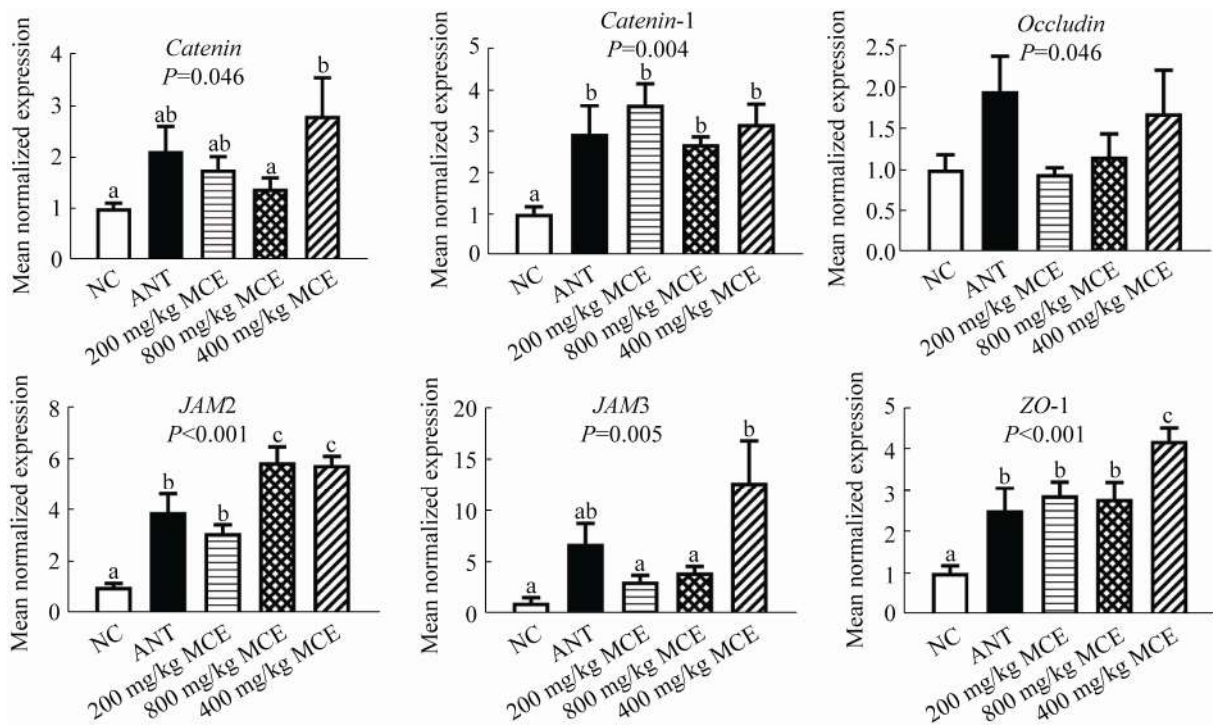 Catenin
P=0.046
Mean normalized expression
4
3
2
1
0
a
ab
ab
a
b
NC
ANT
200 mg/kg MCE
800 mg/kg MCE
400 mg/kg MCE
Catenin-1
P=0.004
Mean normalized expression
5
4
3
2
1
0
a
b
b
b
b
NC
ANT
200 mg/kg MCE
800 mg/kg MCE
400 mg/kg MCE
Occludin
P=0.046
Mean normalized expression
2.5
2.0
1.5
1.0
0.5
0.0
NC
ANT
200 mg/kg MCE
800 mg/kg MCE
400 mg/kg MCE
JAM2
P<0.001
Mean normalized expression
8
6
4
2
0
a
b
b
c
c
NC
ANT
200 mg/kg MCE
800 mg/kg MCE
400 mg/kg MCE
JAM3
P=0.005
Mean normalized expression
20
15
10
5
0
a
ab
a
a
b
NC
ANT
200 mg/kg MCE
800 mg/kg MCE
400 mg/kg MCE
ZO-1
P<0.001
Mean normalized expression
5
4
3
2
1
0
a
b
b
b
c
NC
ANT
200 mg/kg MCE
800 mg/kg MCE
400 mg/kg MCE